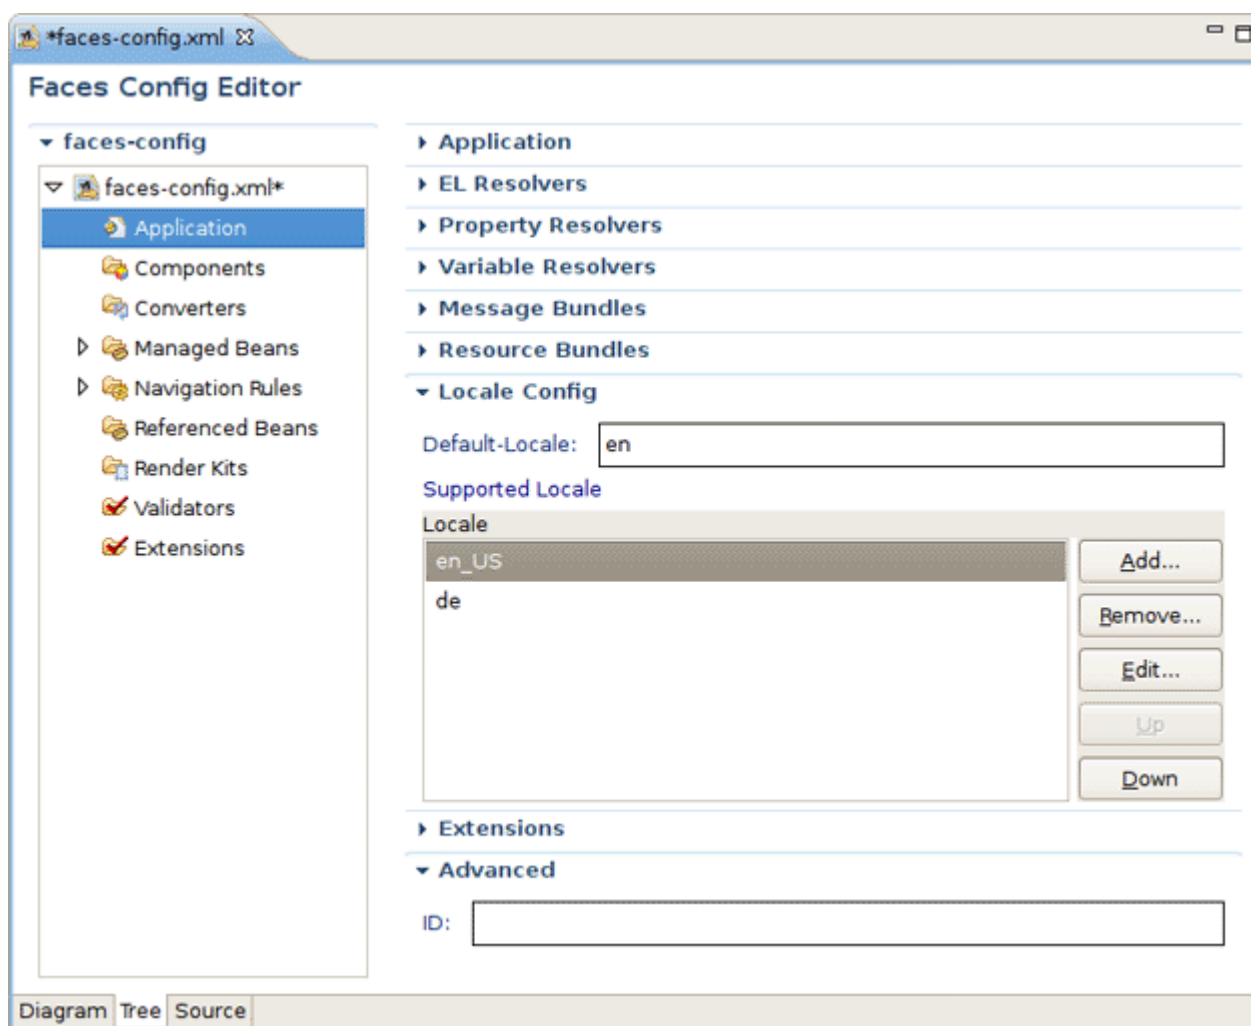 *faces-config.xml
Faces Config Editor
faces-config
faces-config.xml*
Application
Components
Converters
Managed Beans
Navigation Rules
Referenced Beans
Render Kits
Validators
Extensions
Application
EL Resolvers
Property Resolvers
Variable Resolvers
Message Bundles
Resource Bundles
Locale Config
Default-Locale: en
Supported Locale
Locale
en_US
de
Add...
Remove...
Edit...
Up
Down
Extensions
Advanced
ID:
Diagram Tree Source